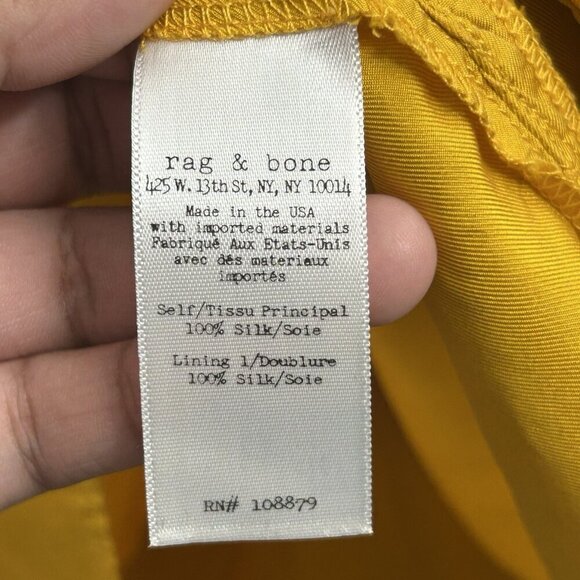 rag & bone
425 W. 13th St, NY, NY 10014
Made in the USA
with imported materials
Fabriqué Aux Etats-Unis
avec dés materiaux
importés
Self/Tissu Principal
100% Silk/Soie
Lining 1/Doublure
100% Silk/Soie
RN# 108879